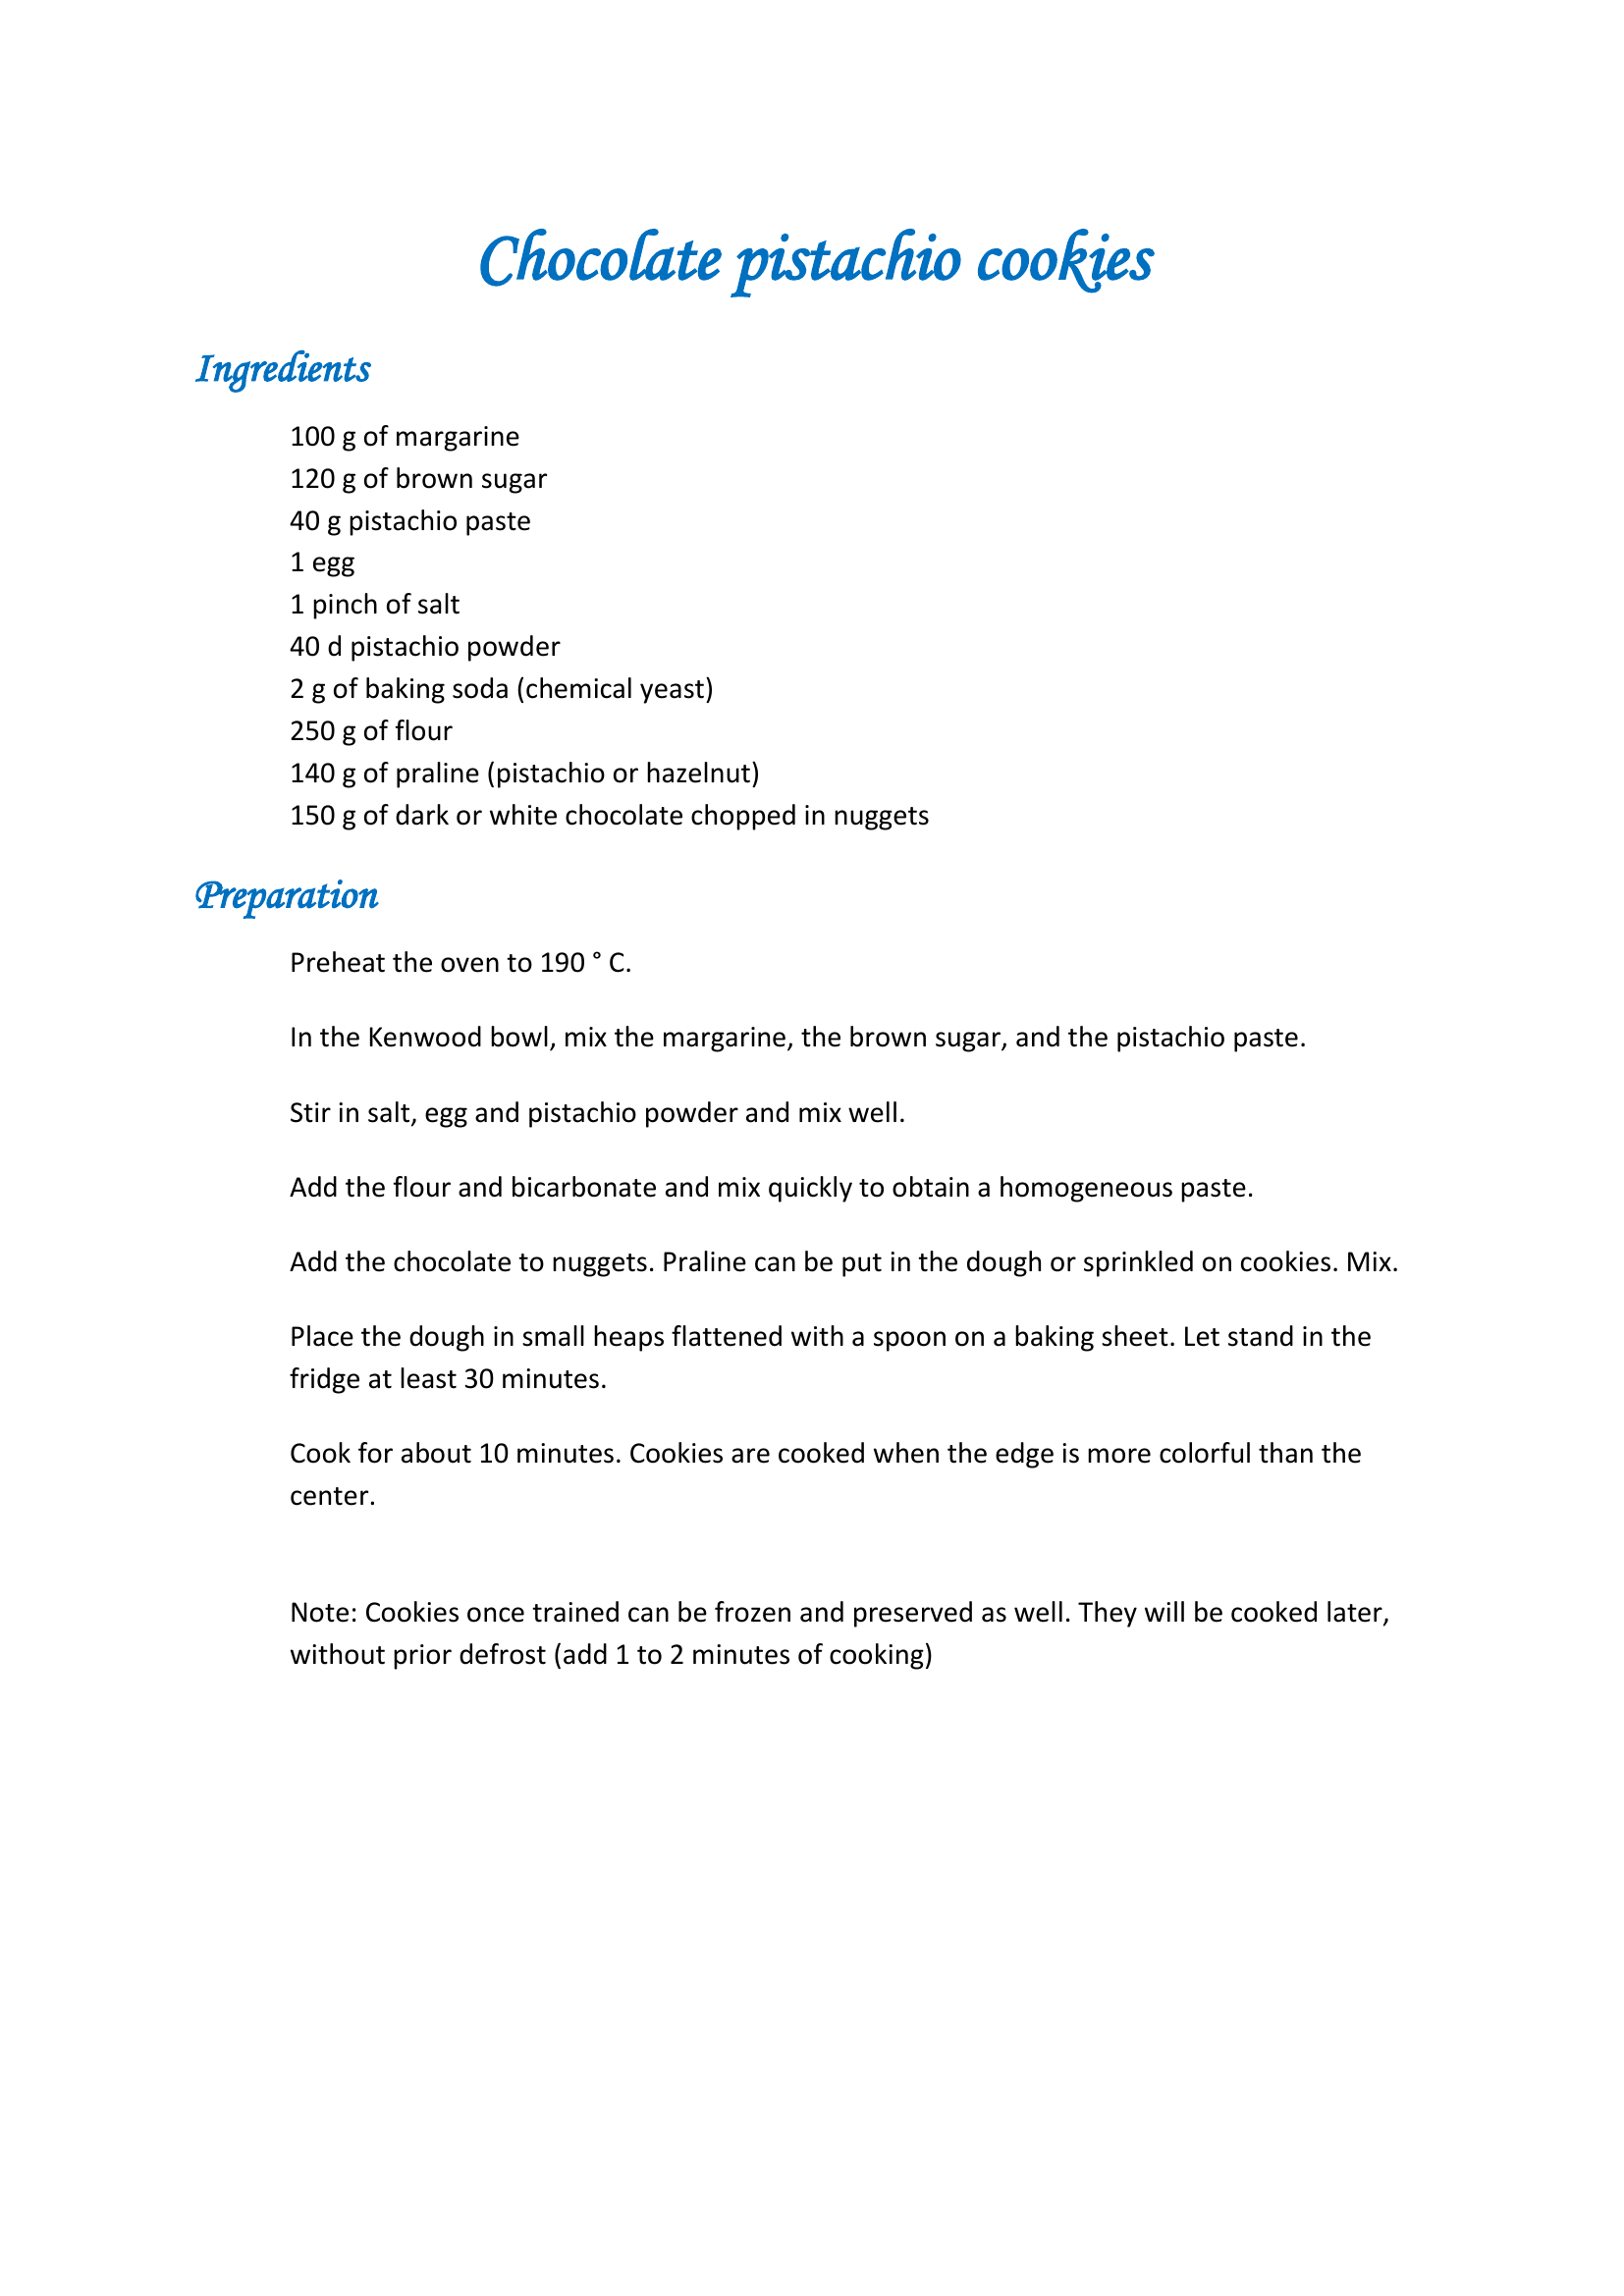 Chocolate pistachio cookies
Ingredients
100 g of margarine
120 g of brown sugar
40 g pistachio paste
1 egg
1 pinch of salt
40 d pistachio powder
2 g of baking soda (chemical yeast)
250 g of flour
140 g of praline (pistachio or hazelnut)
150 g of dark or white chocolate chopped in nuggets
Preparation
Preheat the oven to 190 ° C.
In the Kenwood bowl, mix the margarine, the brown sugar, and the pistachio paste.
Stir in salt, egg and pistachio powder and mix well.
Add the flour and bicarbonate and mix quickly to obtain a homogeneous paste.
Add the chocolate to nuggets. Praline can be put in the dough or sprinkled on cookies. Mix.
Place the dough in small heaps flattened with a spoon on a baking sheet. Let stand in the
fridge at least 30 minutes.
Cook for about 10 minutes. Cookies are cooked when the edge is more colorful than the
center.
Note: Cookies once trained can be frozen and preserved as well. They will be cooked later,
without prior defrost (add 1 to 2 minutes of cooking)